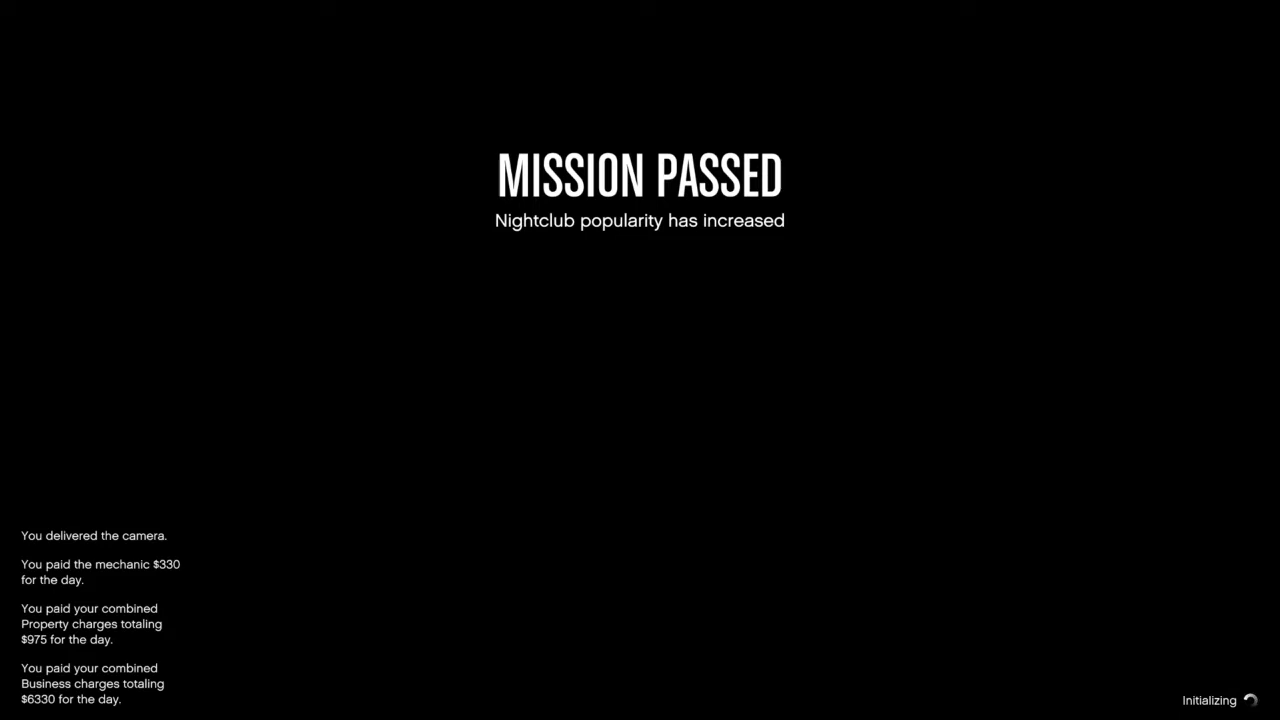 MISSION PASSED
Nightclub popularity has increased
You delivered the camera.
You paid the mechanic $330
for the day.
You paid your combined
Property charges totaling
$975 for the day.
You paid your combined
Business charges totaling
$6330 for the day.
Initializing